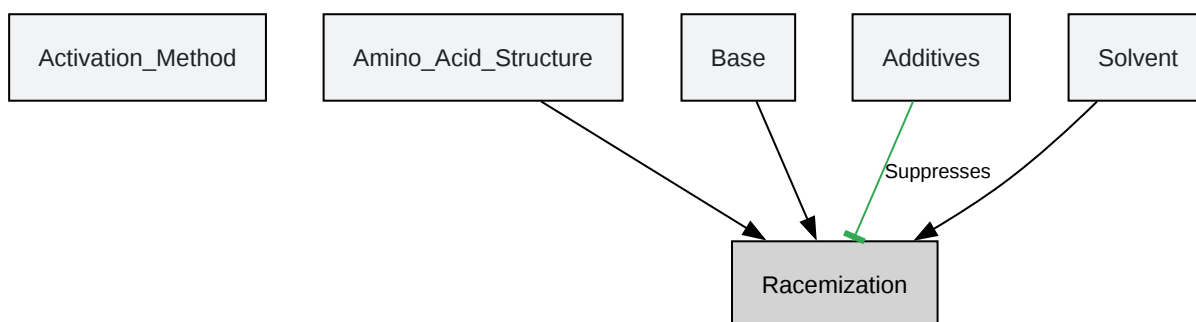 Activation_Method
Amino_Acid_Structure
Base
Additives
Solvent
Suppresses
Racemization